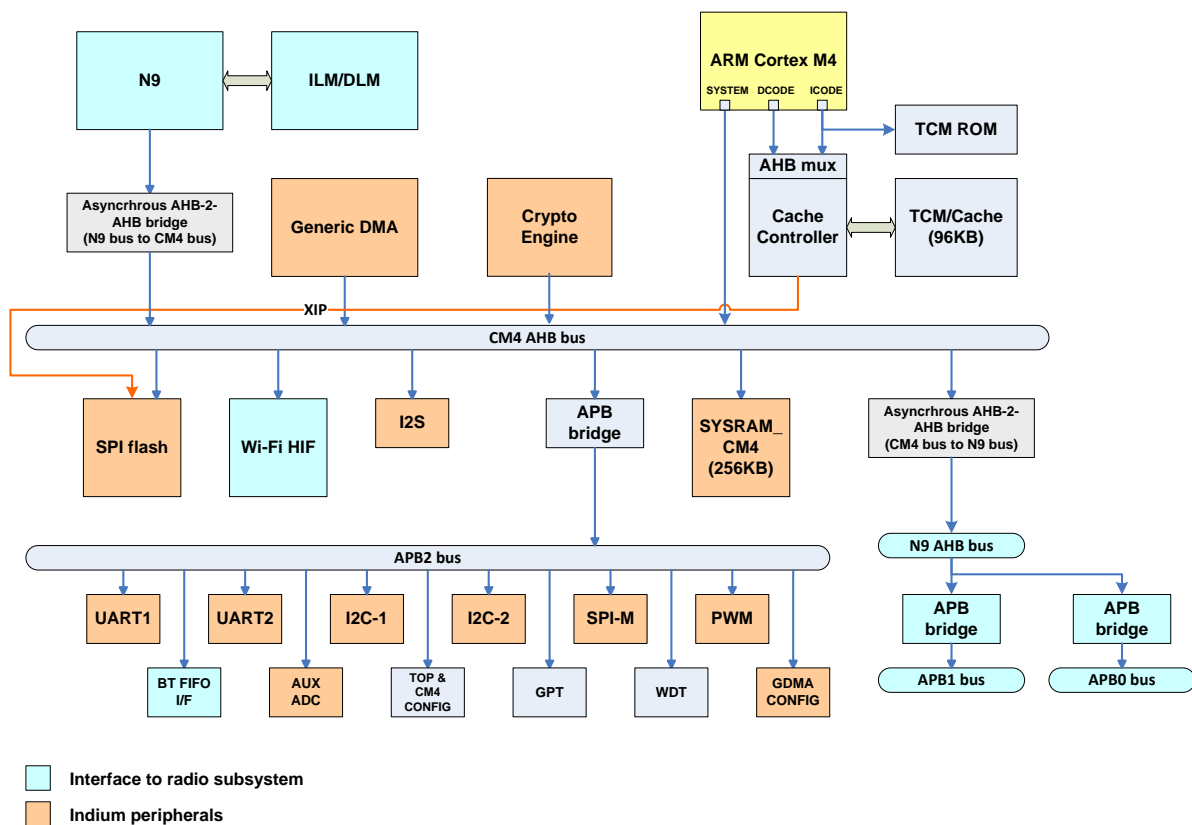 N9
ILM/DLM
ARM Cortex M4
SYSTEM
DCODE
ICODE
TCM ROM
AHB mux
Cache
Controller
TCM/Cache
(96KB)
Asyncrhrous AHB-2-
AHB bridge
(N9 bus to CM4 bus)
Generic DMA
Crypto
Engine
XIP
CM4 AHB bus
SPI flash
Wi-Fi HIF
I2S
APB
bridge
SYSRAM_
CM4
(256KB)
Asyncrhrous AHB-2-
AHB bridge
(CM4 bus to N9 bus)
N9 AHB bus
APB2 bus
UART1
UART2
I2C-1
I2C-2
SPI-M
PWM
APB
bridge
APB
bridge
BT FIFO
I/F
AUX
ADC
TOP &
CM4
CONFIG
GPT
WDT
GDMA
CONFIG
APB1 bus
APB0 bus
Interface to radio subsystem
Indium peripherals